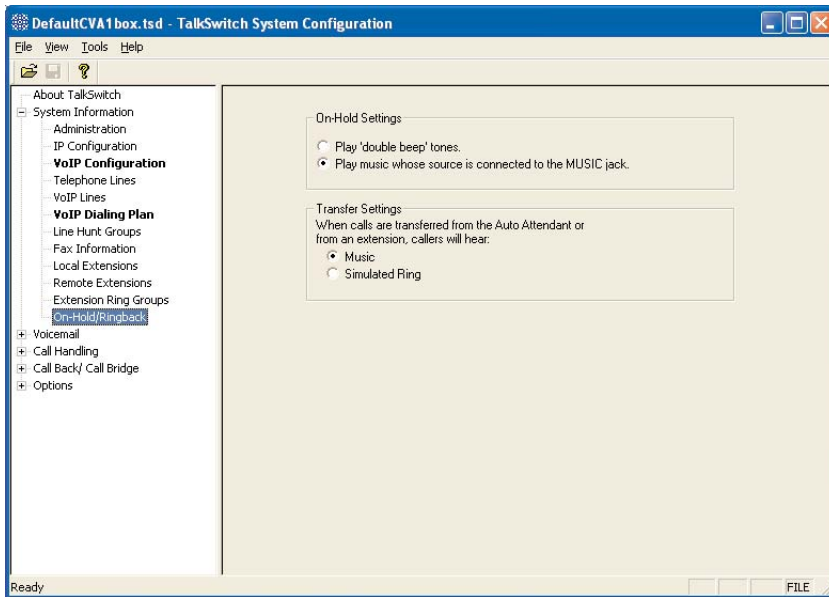 DefaultCVA1box.tsd - TalkSwitch System Configuration
File View Tools Help
About TalkSwitch
System Information
Administration
IP Configuration
VoIP Configuration
Telephone Lines
VoIP Lines
VoIP Dialing Plan
Line Hunt Groups
Fax Information
Local Extensions
Remote Extensions
Extension Ring Groups
On-Hold/Ringback
Voicemail
Call Handling
Call Back/ Call Bridge
Options
On-Hold Settings
Play 'double beep' tones.
Play music whose source is connected to the MUSIC jack.
Transfer Settings
When calls are transferred from the Auto Attendant or
from an extension, callers will hear:
Music
Simulated Ring
Ready
FILE